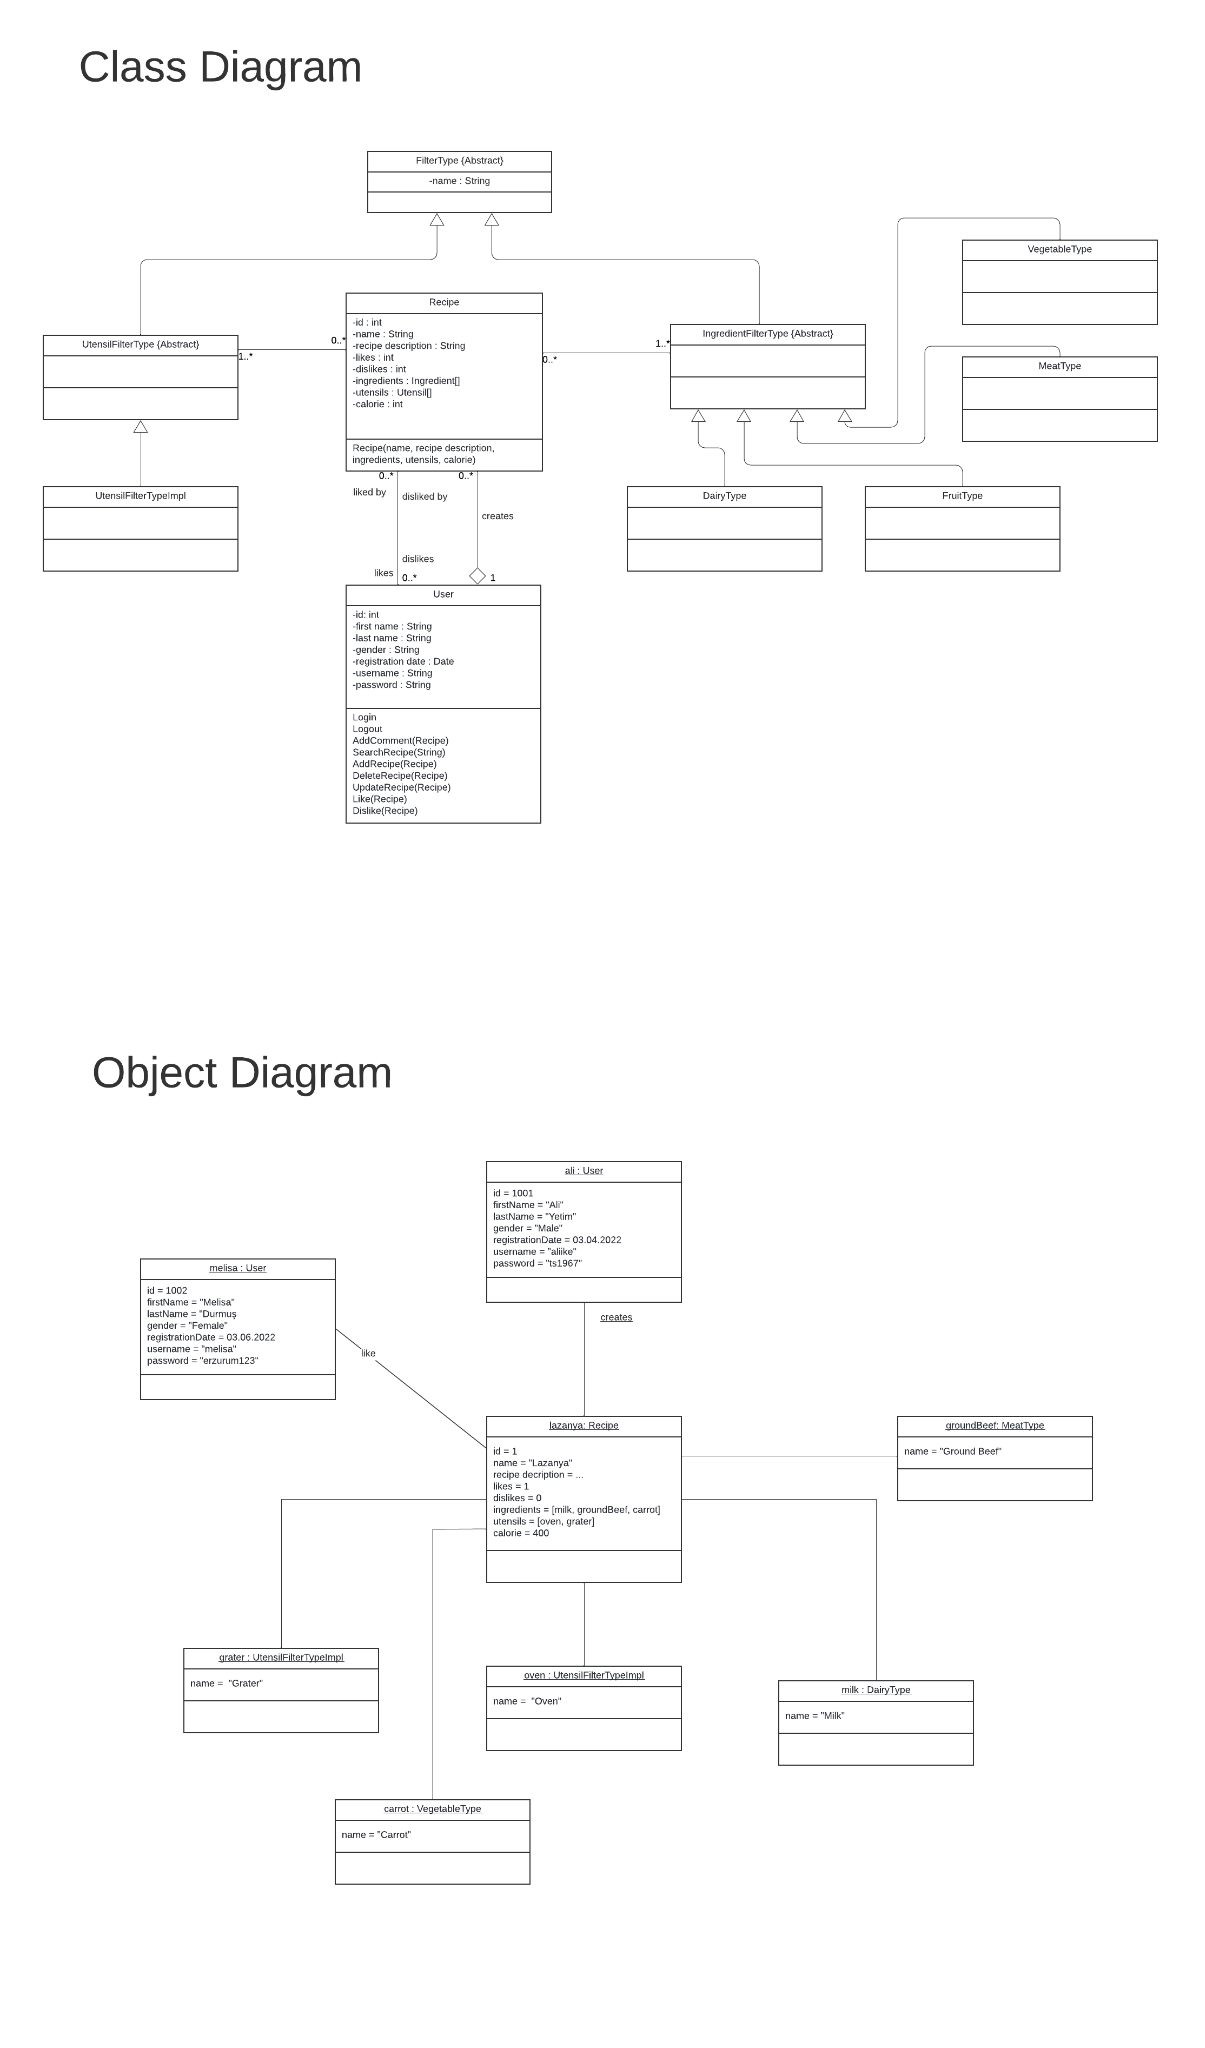 Class Diagram
FilterType {Abstract}
-name : String
VegetableType
Recipe
-id : int
-name : String
-recipe description : String
-likes : int
-dislikes : int
-ingredients : Ingredient[]
-utensils : Utensil[]
-calorie : int
Recipe(name, recipe description,
ingredients, utensils, calorie)
UtensilFilterType {Abstract}
1..*
0..*
0..*
1..*
IngredientFilterType {Abstract}
MeatType
UtensilFilterTypeImpl
DairyType
FruitType
0..*
0..*
liked by
disliked by
creates
dislikes
likes
0..*
1
User
-id: int
-first name : String
-last name : String
-gender : String
-registration date : Date
-username : String
-password : String
Login
Logout
AddComment(Recipe)
SearchRecipe(String)
AddRecipe(Recipe)
DeleteRecipe(Recipe)
UpdateRecipe(Recipe)
Like(Recipe)
Dislike(Recipe)
Object Diagram
ali : User
id = 1001
firstName = "Ali"
lastName = "Yetim"
gender = "Male"
registrationDate = 03.04.2022
username = "aliike"
password = "ts1967"
melisa : User
id = 1002
firstName = "Melisa"
lastName = "Durmuş
gender = "Female"
registrationDate = 03.06.2022
username = "melisa"
password = "erzurum123"
creates
like
lazanya: Recipe
id = 1
name = "Lazanya"
recipe decription = ...
likes = 1
dislikes = 0
ingredients = [milk, groundBeef, carrot]
utensils = [oven, grater]
calorie = 400
groundBeef: MeatType
name = "Ground Beef"
grater : UtensilFilterTypeImpl
name =  "Grater"
oven : UtensilFilterTypeImpl
name =  "Oven"
milk : DairyType
name = "Milk"
carrot : VegetableType
name = "Carrot"